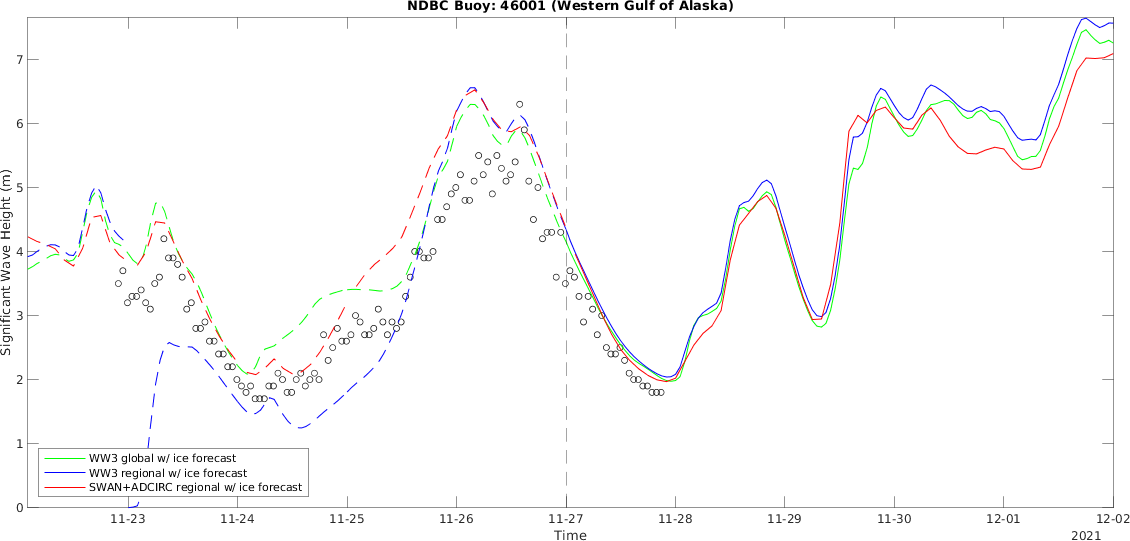 NDBC Buoy: 46001 (Western Gulf of Alaska)
Significant Wave Height (m)
7
6
5
4
3
2
1
0
WW3 global w/ ice forecast
WW3 regional w/ ice forecast
SWAN+ADCIRC regional w/ ice forecast
11-23 11-24 11-25 11-26 11-27 11-28 11-29 11-30 12-01 12-02
Time
2021